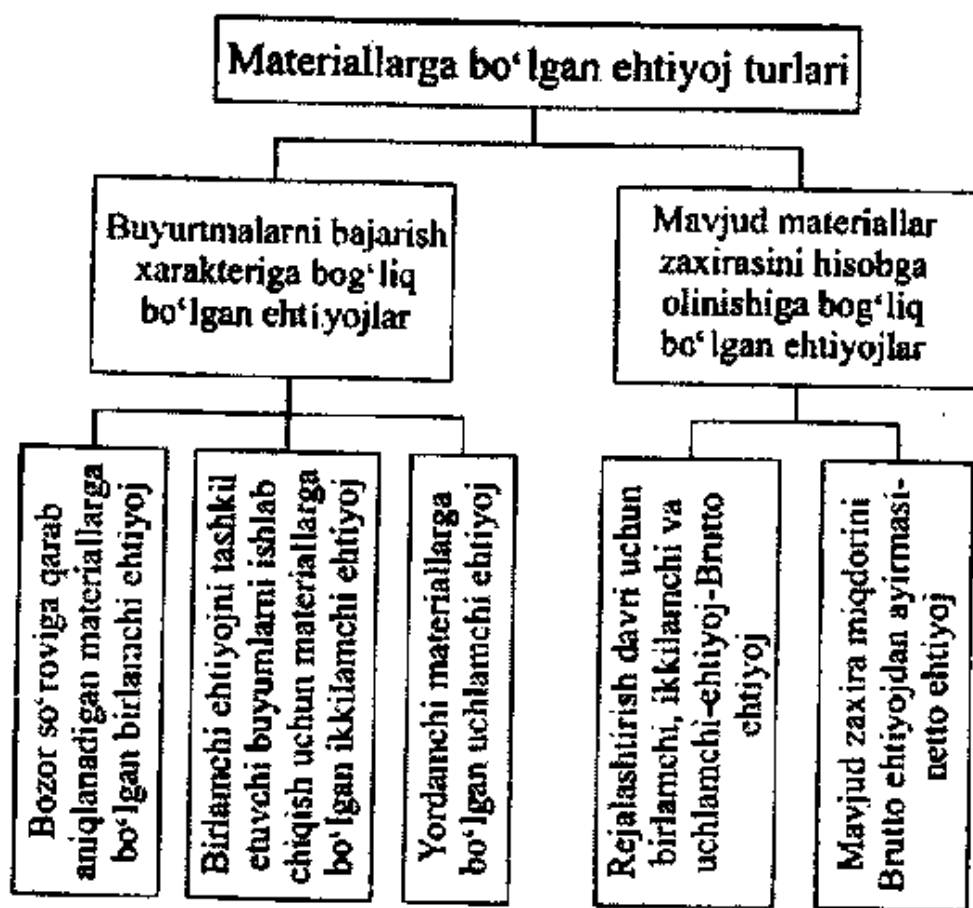 Materiallarga bo‘lgan ehtiyoj turlari
Buyurtmalarni bajarish
xarakteriga bog‘liq
bo‘lgan ehtiyojlar
Mavjud materiallar
zaxirasini hisobga
olinishiga bog‘liq
bo‘lgan ehtiyojlar
Bozor so‘roviga qarab
aniqlanadigan materiallarga
bo‘lgan birlamchi ehtiyoj
Birlamchi ehtiyojni tashkil
etuvchi buyumlarni ishlab
chiqish uchun materiallarga
bo‘lgan ikkilamchi ehtiyoj
Yordamchi materiallarga
bo‘lgan uchlamchi ehtiyoj
Rejalashtirish davri uchun
birlamchi, ikkilamchi va
uchlamchi-ehtiyoj-Brutto
ehtiyoj
Mavjud zaxira miqdorini
Brutto ehtiyojdan ayirmasi-
netto ehtiyoj